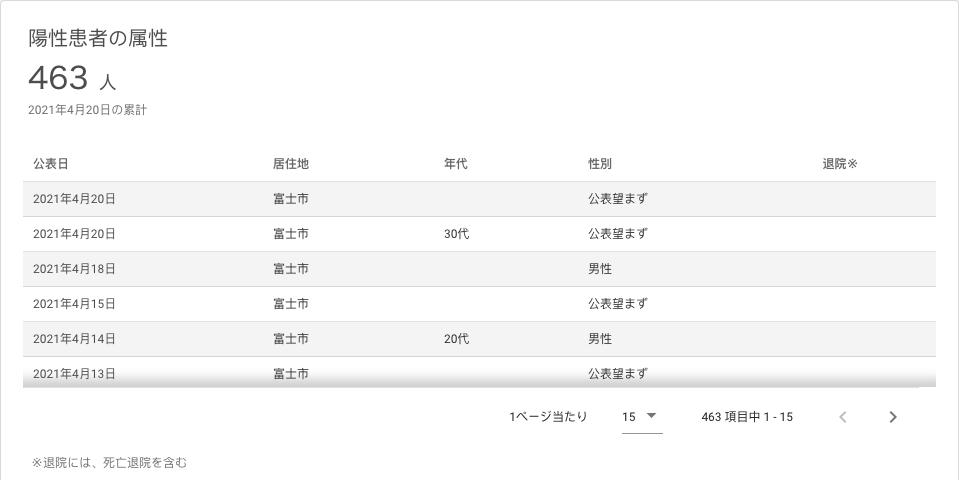 陽性患者の属性
463 人
2021年4月20日の累計
公表日 居住地 年代 性別 退院※
2021年4月20日 富士市 公表望まず
2021年4月20日 富士市 30代 公表望まず
2021年4月18日 富士市 男性
2021年4月15日 富士市 公表望まず
2021年4月14日 富士市 20代 男性
2021年4月13日 富士市 公表望まず
1ページ当たり 15 463 項目中 1 - 15
※退院には、死亡退院を含む